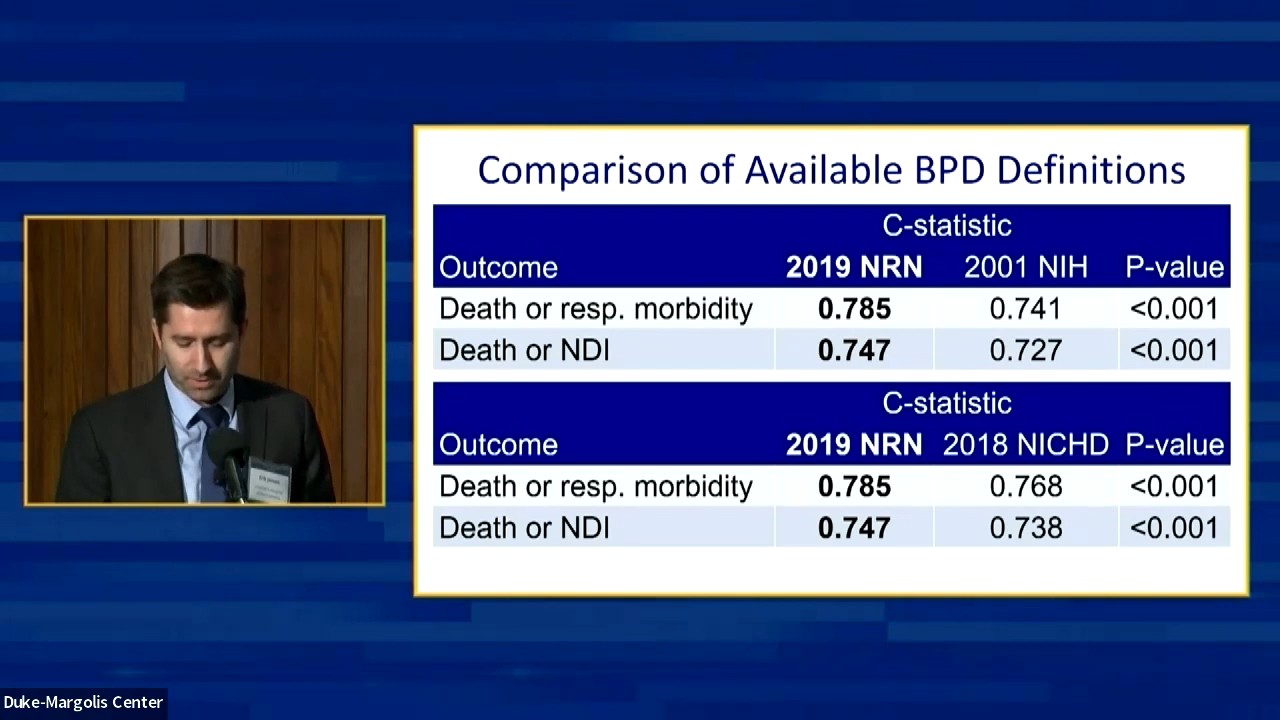 Comparison of Available BPD Definitions
C-statistic
Outcome 2019 NRN 2001 NIH P-value
Death or resp. morbidity 0.785 0.741 <0.001
Death or NDI 0.747 0.727 <0.001
C-statistic
Outcome 2019 NRN 2018 NICHD P-value
Death or resp. morbidity 0.785 0.768 <0.001
Death or NDI 0.747 0.738 <0.001
Duke-Margolis Center